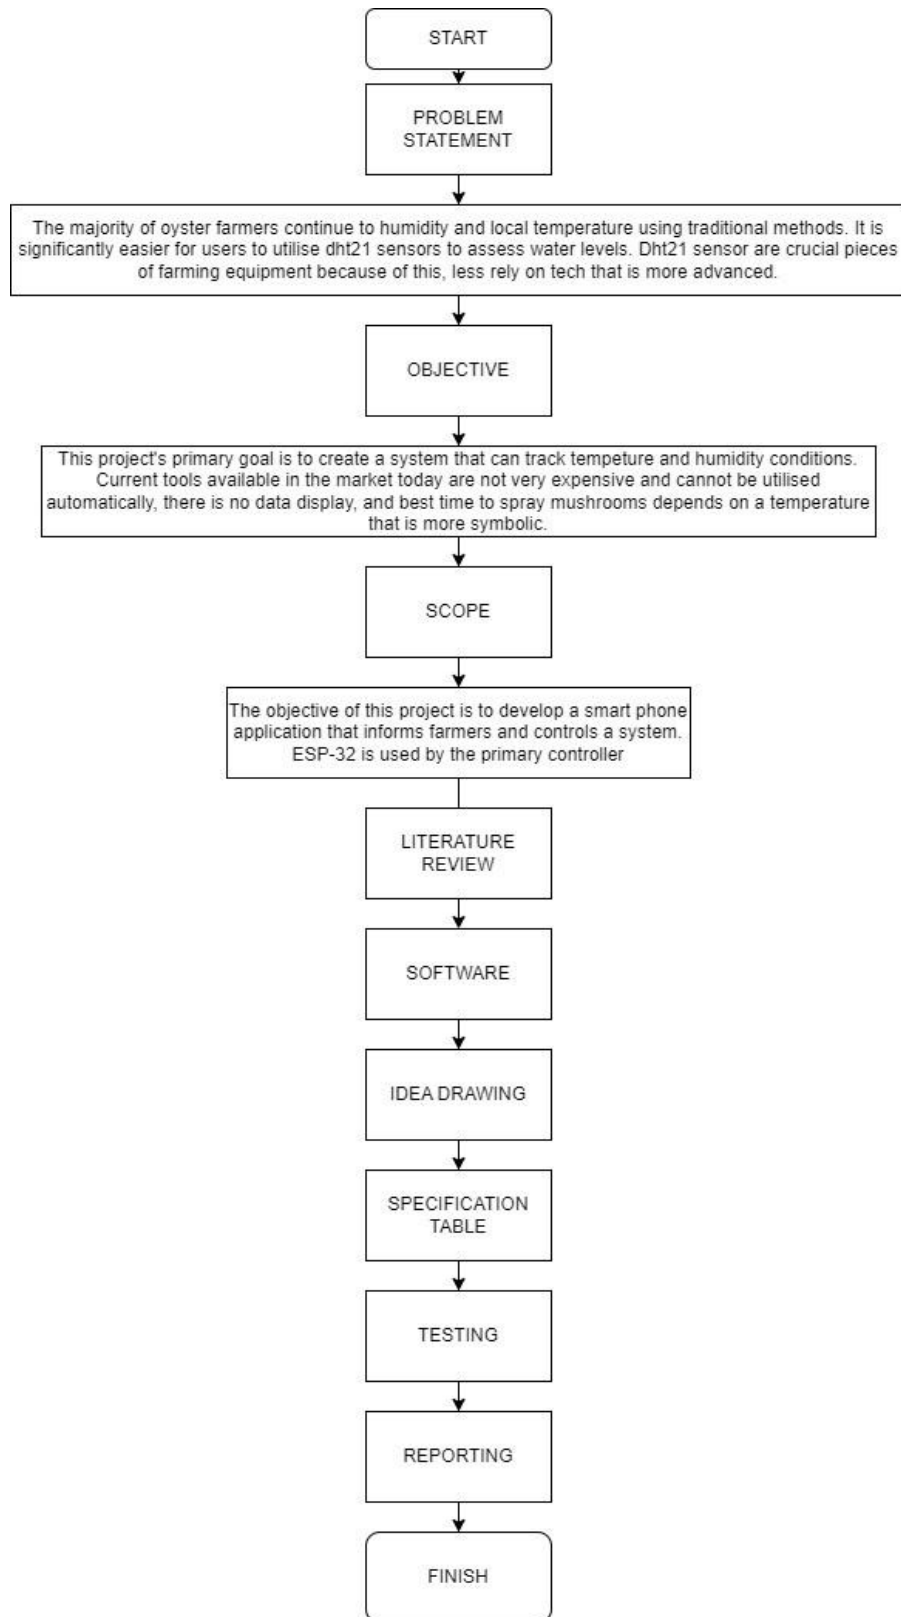 START
PROBLEM
STATEMENT
The majority of oyster farmers continue to humidity and local temperature using traditional methods. It is
significantly easier for users to utilise dht21 sensors to assess water levels. Dht21 sensor are crucial pieces
of farming equipment because of this, less rely on tech that is more advanced.
OBJECTIVE
This project's primary goal is to create a system that can track tempeture and humidity conditions.
Current tools available in the market today are not very expensive and cannot be utilised
automatically, there is no data display, and best time to spray mushrooms depends on a temperature
that is more symbolic.
SCOPE
The objective of this project is to develop a smart phone
application that informs farmers and controls a system.
ESP-32 is used by the primary controller
LITERATURE
REVIEW
SOFTWARE
IDEA DRAWING
SPECIFICATION
TABLE
TESTING
REPORTING
FINISH